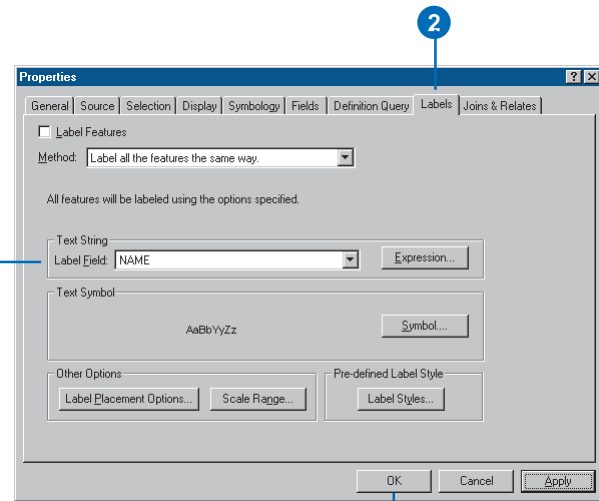 2
Properties
General Source Selection Display Symbology Fields Definition Query Labels Joins & Relates
Label Features
Method: Label all the features the same way.
All features will be labeled using the options specified.
Text String
Label Field: NAME Expression...
Text Symbol
AaBbYyZz Symbol....
Other Options Pre-defined Label Style
Label Placement Options... Scale Range... Label Styles...
OK Cancel Apply